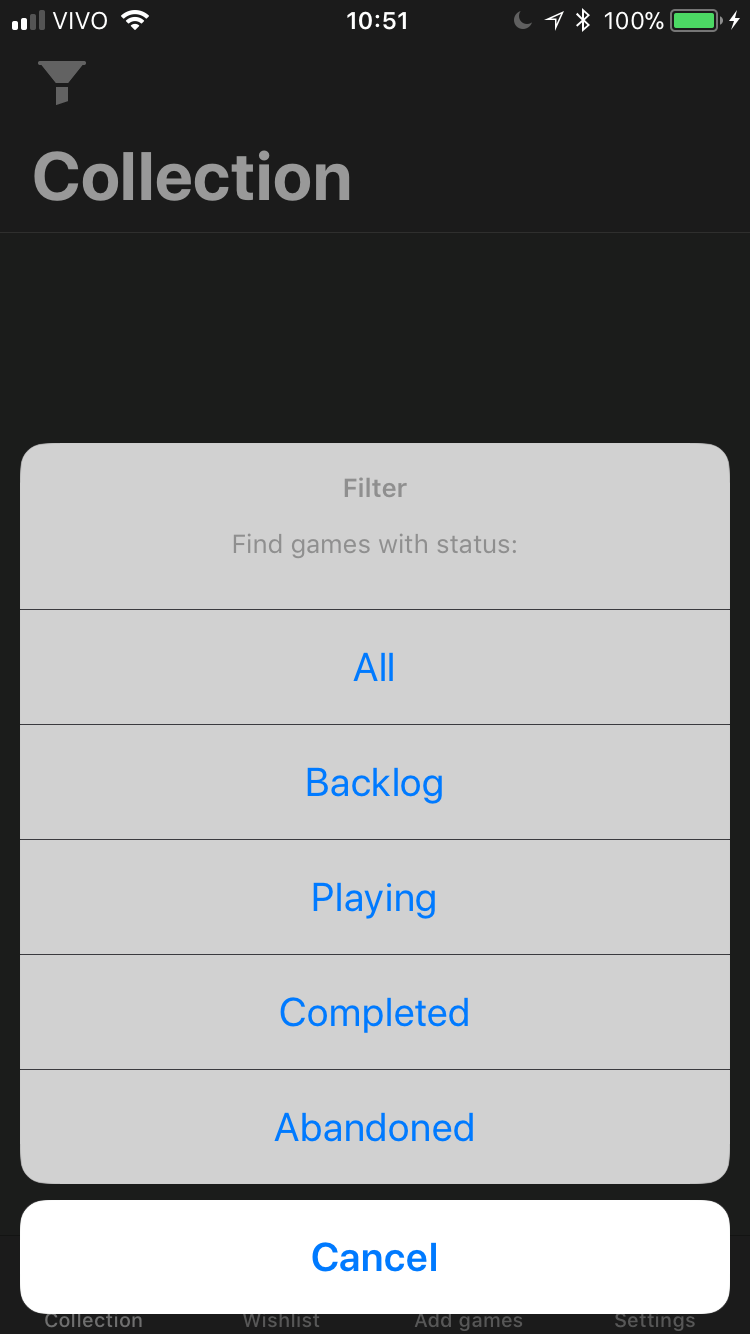 VIVO 10:51 100%
Collection
Filter
Find games with status:
All
Backlog
Playing
Completed
Abandoned
Cancel
Collection Wishlist Add games Settings